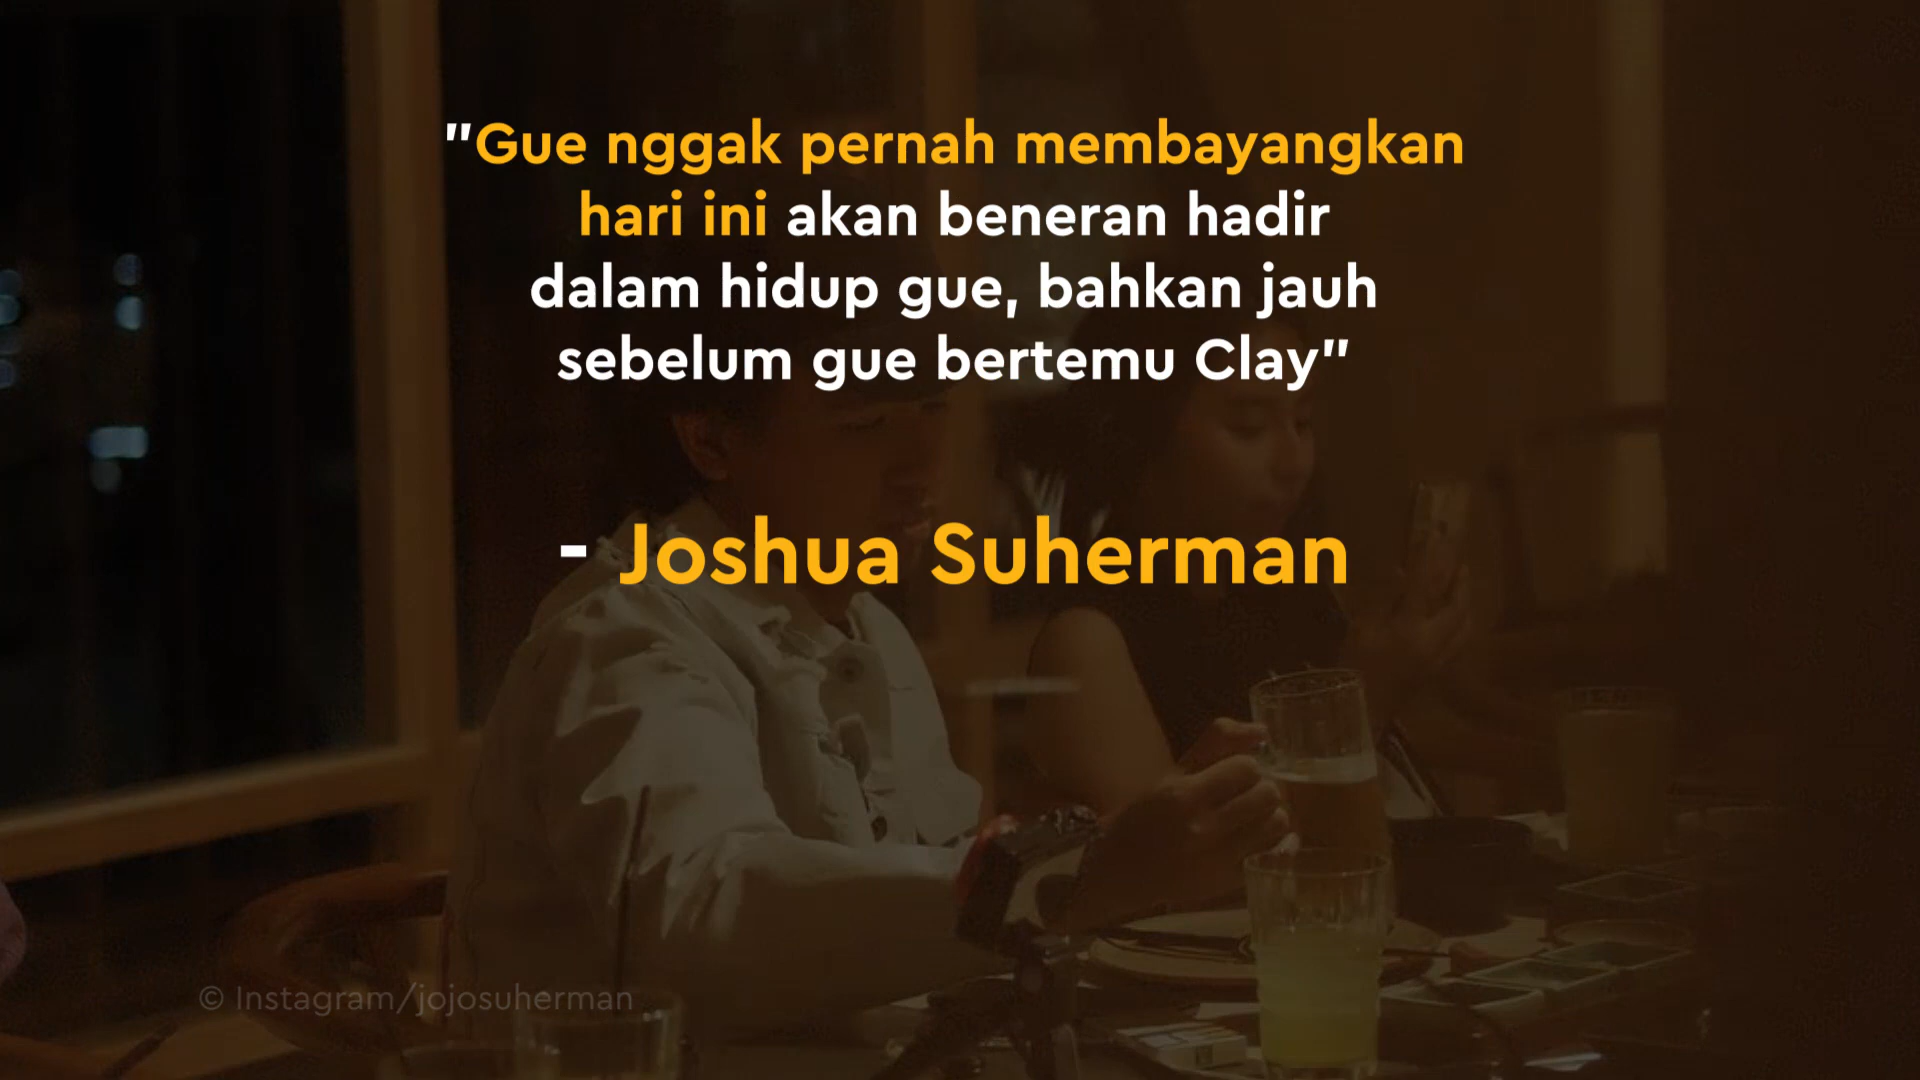 "Gue nggak pernah membayangkan
hari ini akan beneran hadir
dalam hidup gue, bahkan jauh
sebelum gue bertemu Clay"
- Joshua Suherman
© Instagram/jojosuherman